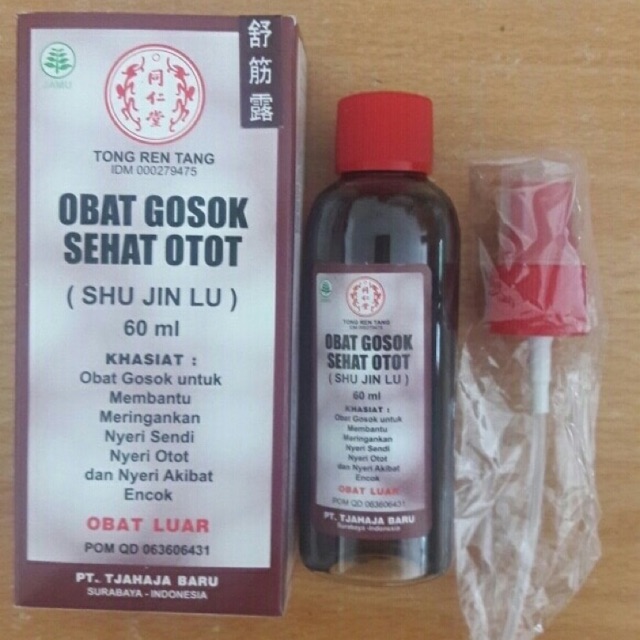 舒筋露
JAMU
同仁堂
TONG REN TANG
IDM 000279475
OBAT GOSOK
SEHAT OTOT
( SHU JIN LU )
60 ml
KHASIAT :
Obat Gosok untuk
Membantu
Meringankan
Nyeri Sendi
Nyeri Otot
dan Nyeri Akibat
Encok
OBAT LUAR
POM QD 063606431
PT. TJAHAJA BARU
SURABAYA - INDONESIA
同仁堂
TONG REN TANG
OBAT GOSOK
SEHAT OTOT
( SHU JIN LU )
60 ml
KHASIAT :
Obat Gosok untuk
Membantu
Meringankan
Nyeri Sendi
Nyeri Otot
dan Nyeri Akibat
Encok
OBAT LUAR
POM QD 063606431
PT. TJAHAJA BARU
Surabaya -Indonesia